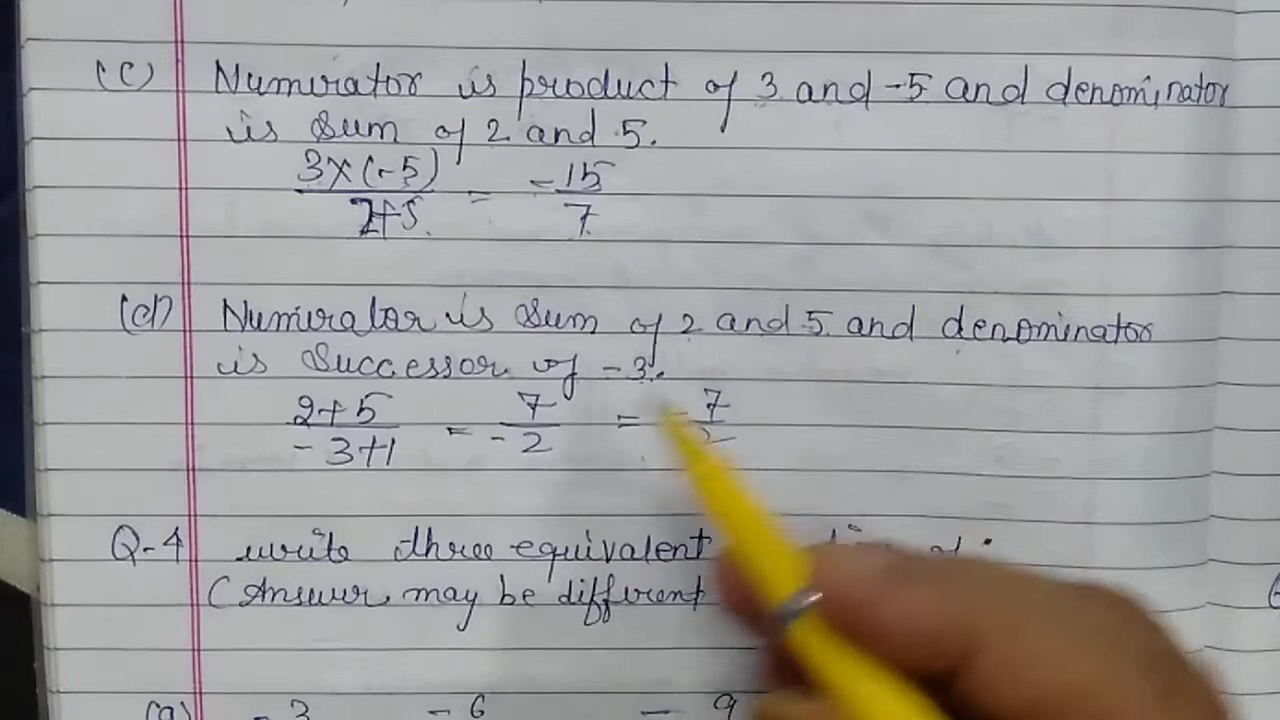 (C) Numerator is product of 3 and -5 and denominator
is Sum of 2 and 5.
3×(-5)/2+5 = -15/7
(d) Numerator is Sum of 2 and 5 and denominator
is Successor of -3.
2+5/-3+1 = 7/-2 = -7/2
Q-4 write three equivalent
(Answer may be different
(a) -3 -6 -9